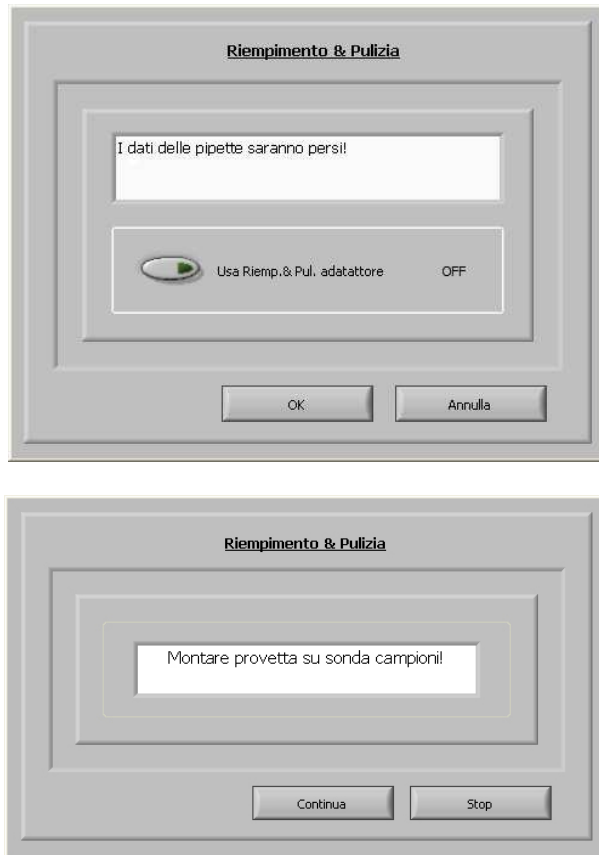 Riempimento & Pulizia
I dati delle pipette saranno persi!
Usa Riemp.& Pul. adatattore OFF
OK Annulla
Riempimento & Pulizia
Montare provetta su sonda campioni!
Continua Stop